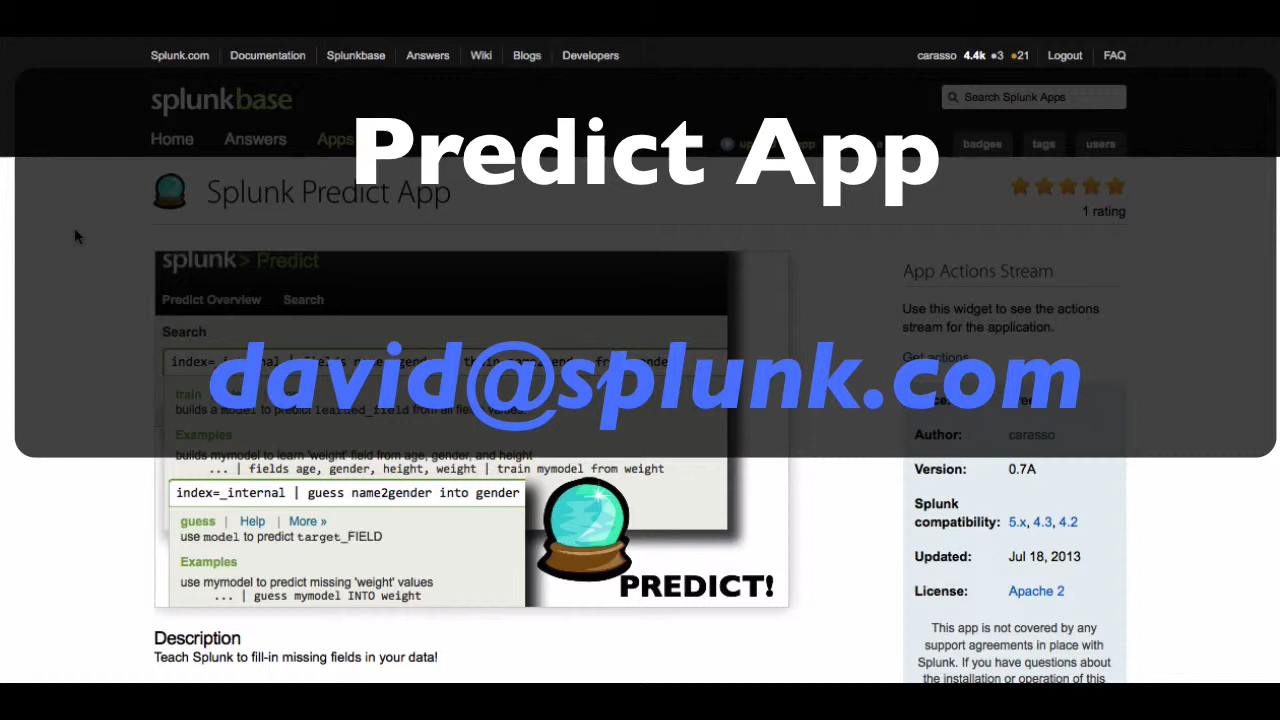 Splunk.com Documentation Splunkbase Answers Wiki Blogs Developers carasso 4.4k ●3 ●21 Logout FAQ
splunkbase Search Splunk Apps
Home Answers Apps badges tags users
Predict App
Splunk Predict App
1 rating
splunk> Predict
App Actions Stream
Predict Overview Search
Use this widget to see the actions
stream for the application.
Search
Get actions
david@splunk.com
train
builds a model to predict learned_field from all
Examples
Author: carasso
builds mymodel to learn 'weight' field from age, gender, and height
... | fields age, gender, height, weight | train mymodel from weight
Version: 0.7A
index=_internal | guess name2gender into gender
Splunk
compatibility: 5.x, 4.3, 4.2
guess | Help | More »
use model to predict target_FIELD
Updated: Jul 18, 2013
Examples
use mymodel to predict missing 'weight' values
... | guess mymodel INTO weight
PREDICT!
License: Apache 2
Description
Teach Splunk to fill-in missing fields in your data!
This app is not covered by any
support agreements in place with
Splunk. If you have questions about
the installation or operation of this